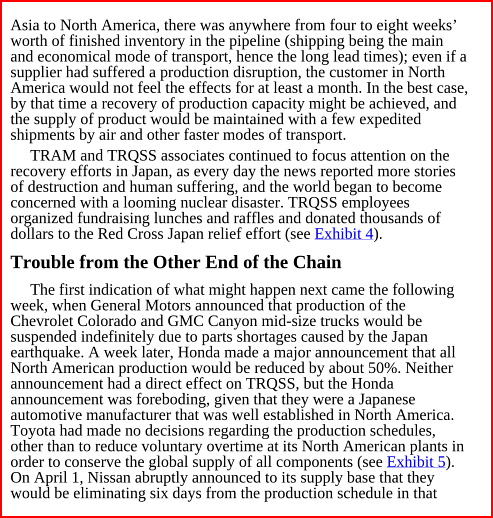 Asia to North America, there was anywhere from four to eight weeks’
worth of finished inventory in the pipeline (shipping being the main
and economical mode of transport, hence the long lead times); even if a
supplier had suffered a production disruption, the customer in North
America would not feel the effects for at least a month. In the best case,
by that time a recovery of production capacity might be achieved, and
the supply of product would be maintained with a few expedited
shipments by air and other faster modes of transport.
TRAM and TRQSS associates continued to focus attention on the
recovery efforts in Japan, as every day the news reported more stories
of destruction and human suffering, and the world began to become
concerned with a looming nuclear disaster. TRQSS employees
organized fundraising lunches and raffles and donated thousands of
dollars to the Red Cross Japan relief effort (see Exhibit 4).
Trouble from the Other End of the Chain
The first indication of what might happen next came the following
week, when General Motors announced that production of the
Chevrolet Colorado and GMC Canyon mid-size trucks would be
suspended indefinitely due to parts shortages caused by the Japan
earthquake. A week later, Honda made a major announcement that all
North American production would be reduced by about 50%. Neither
announcement had a direct effect on TRQSS, but the Honda
announcement was foreboding, given that they were a Japanese
automotive manufacturer that was well established in North America.
Toyota had made no decisions regarding the production schedules,
other than to reduce voluntary overtime at its North American plants in
order to conserve the global supply of all components (see Exhibit 5).
On April 1, Nissan abruptly announced to its supply base that they
would be eliminating six days from the production schedule in that